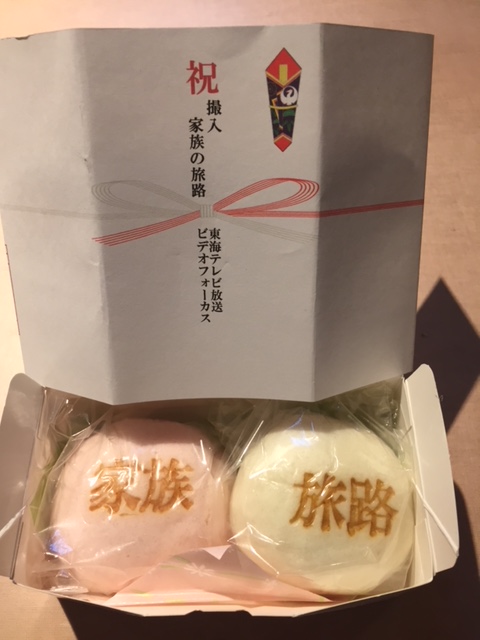 祝
撮入
家族の旅路
東海テレビ放送
ビデオフォーカス
家族
旅路